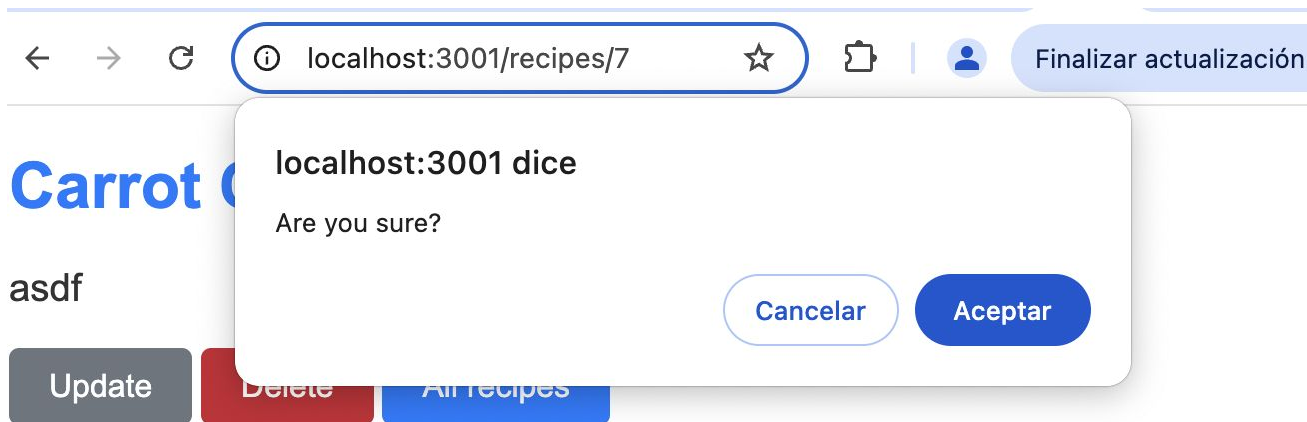 localhost:3001/recipes/7
Finalizar actualización
localhost:3001 dice
Carrot
Are you sure?
asdf
Cancelar
Aceptar
Update
Delete
All recipes